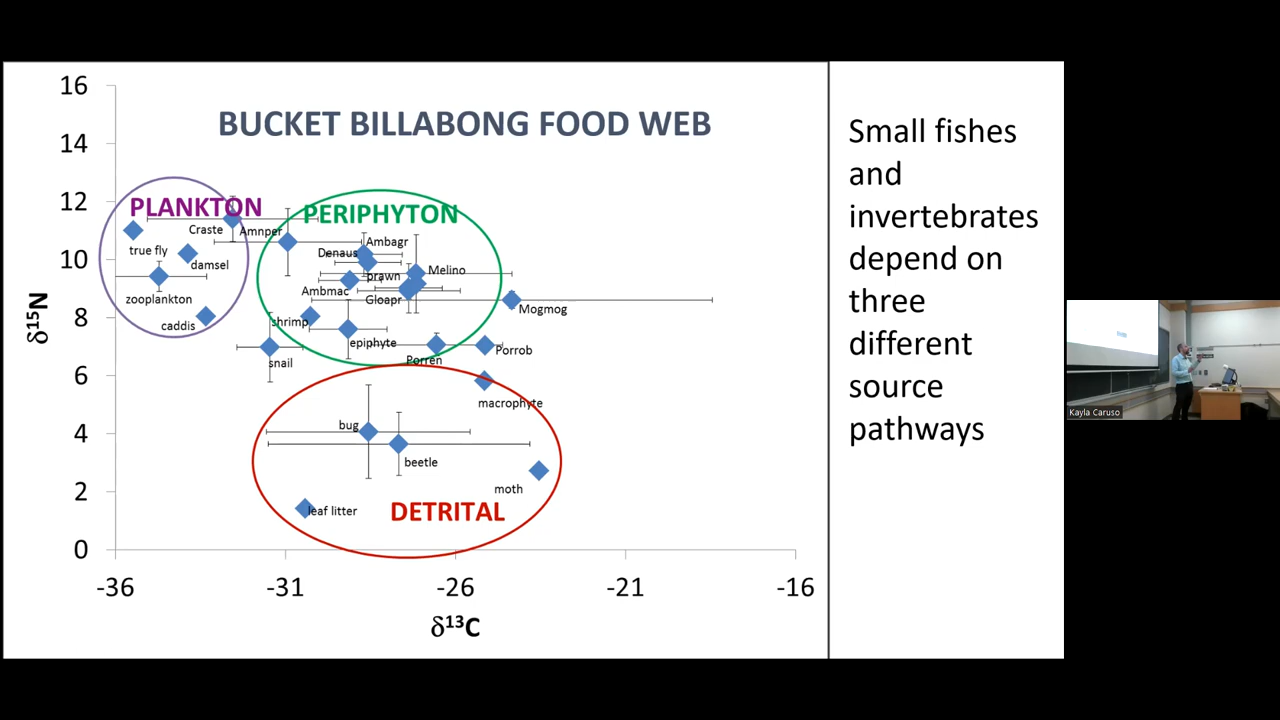 BUCKET BILLABONG FOOD WEB
16
14
12
10
8
6
4
2
0
δ15N
-36
-31
-26
-21
-16
δ13C
PLANKTON
PERIPHYTON
DETRITAL
Craste
Amnper
true fly
damsel
zooplankton
caddis
Denaus
Ambagr
prawn
Melino
Ambmac
Gloapr
Mogmog
shrimp
epiphyte
snail
Porren
Porrob
macrophyte
bug
beetle
moth
leaf litter
Small fishes
and
invertebrates
depend on
three
different
source
pathways
Kayla Caruso